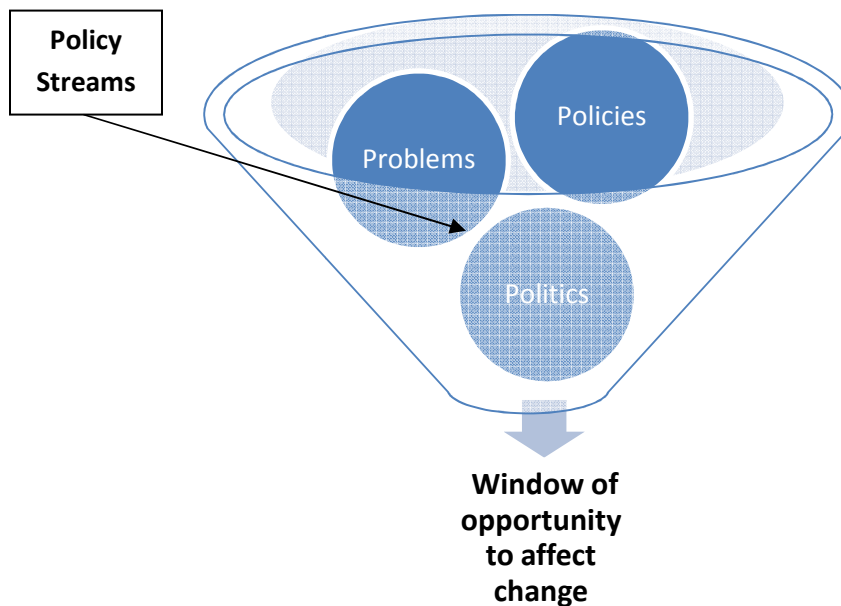 Policy
Streams
Policies
Problems
Politics
Window of
opportunity
to affect
change